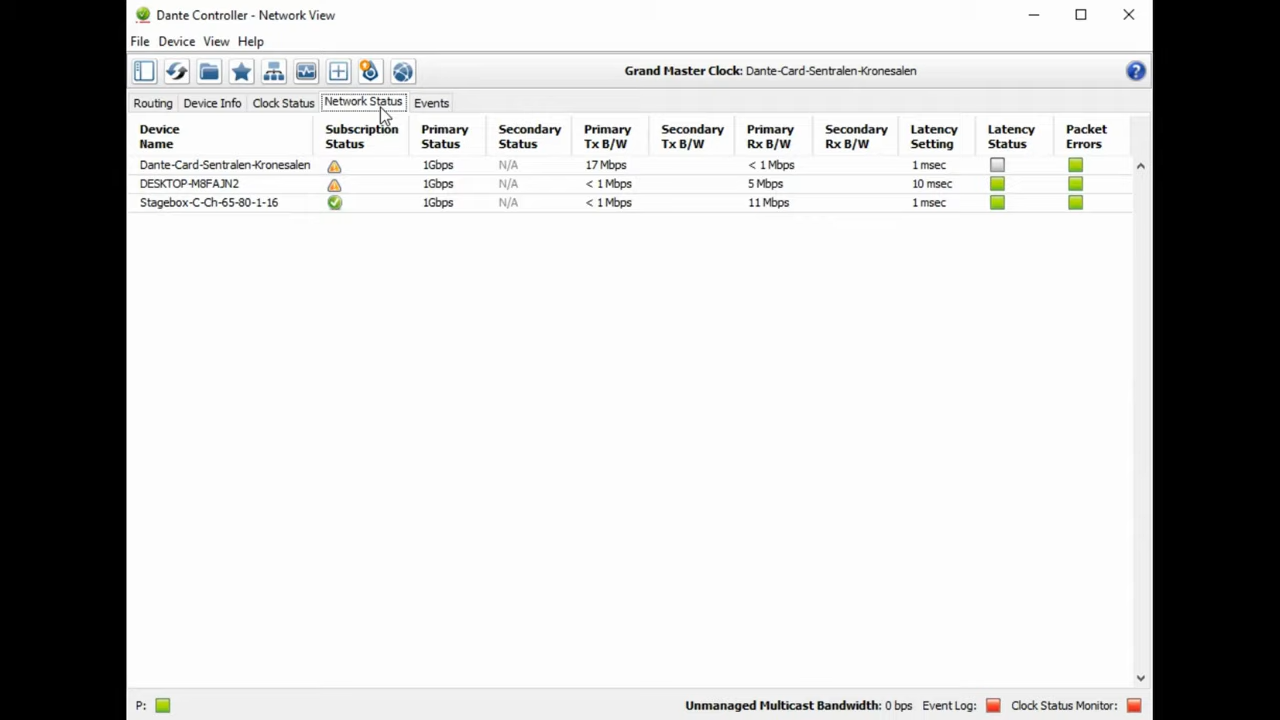 Dante Controller - Network View
File Device View Help
Grand Master Clock: Dante-Card-Sentralen-Kronesalen
Routing Device Info Clock Status Network Status Events
Device Name Subscription Status Primary Status Secondary Status Primary Tx B/W Secondary Tx B/W Primary Rx B/W Secondary Rx B/W Latency Setting Latency Status Packet Errors
Dante-Card-Sentralen-Kronesalen 1Gbps N/A 17 Mbps < 1 Mbps 1 msec
DESKTOP-M8FAJN2 1Gbps N/A < 1 Mbps 5 Mbps 10 msec
Stagebox-C-Ch-65-80-1-16 1Gbps N/A < 1 Mbps 11 Mbps 1 msec
P: Unmanaged Multicast Bandwidth: 0 bps Event Log: Clock Status Monitor: